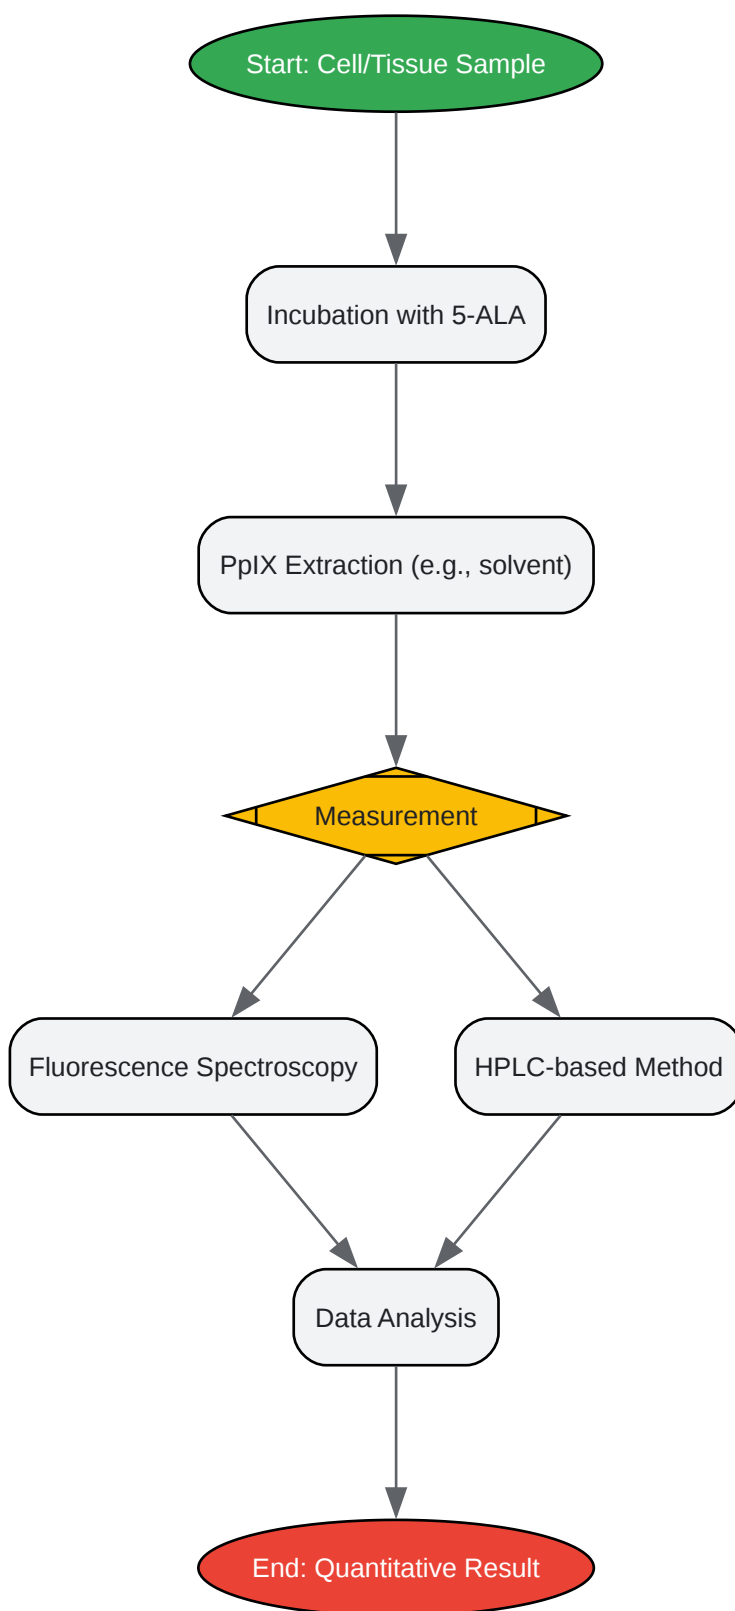 Start: Cell/Tissue Sample
Incubation with 5-ALA
PpIX Extraction (e.g., solvent)
Measurement
Fluorescence Spectroscopy
HPLC-based Method
Data Analysis
End: Quantitative Result